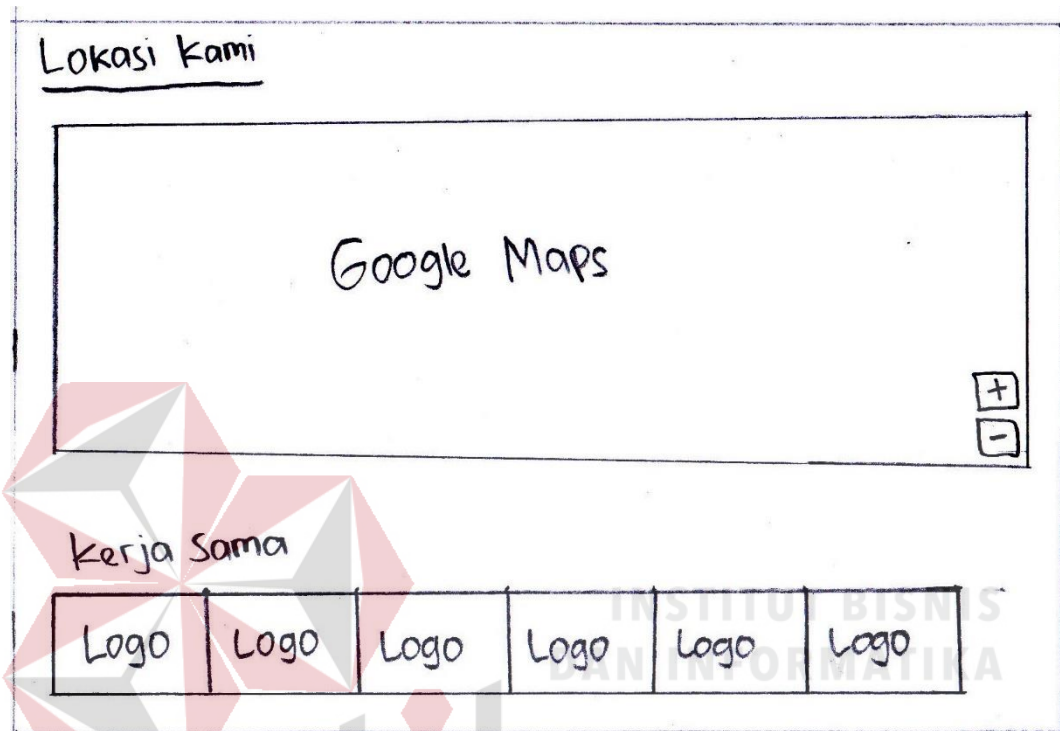 Lokasi Kami
Google Maps
+
-
Kerja Sama
Logo Logo Logo Logo Logo Logo
INSTITUT BISNIS
DAN INFORMATIKA